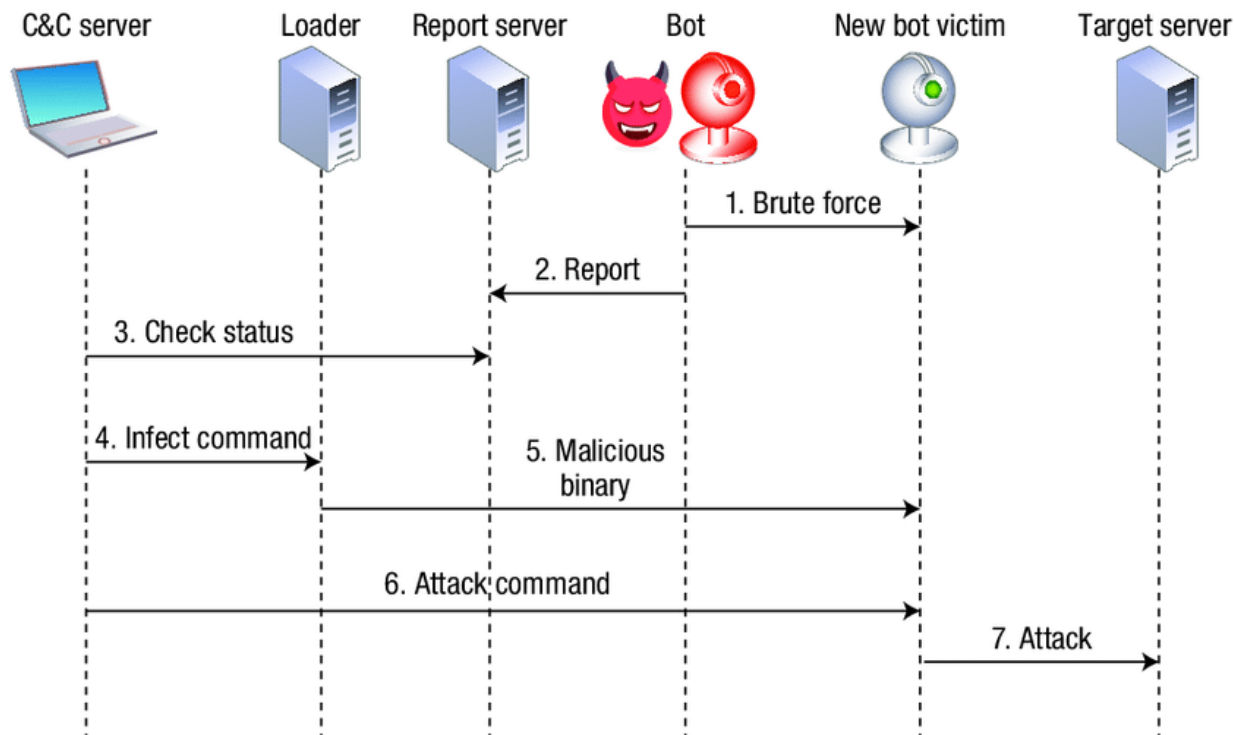 C&C server
Loader
Report server
Bot
New bot victim
Target server
1. Brute force
2. Report
3. Check status
4. Infect command
5. Malicious
binary
6. Attack command
7. Attack